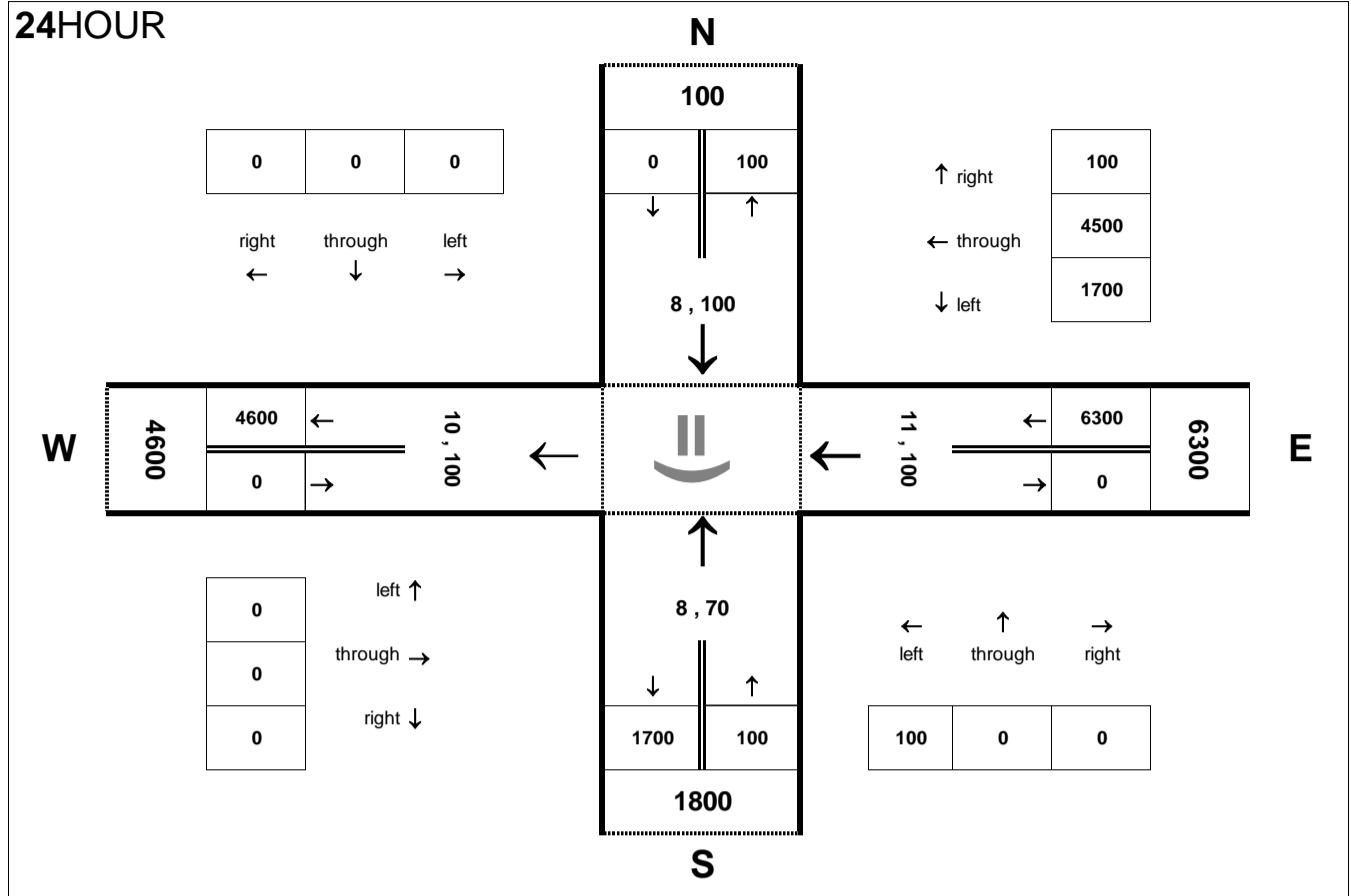 24HOUR
N
100
0 100
↓ ↑
0 0 0
right through left
← ↓ →
↑ right 100
← through 4500
↓ left 1700
8 , 100
W
4600
4600 ←
0 →
10 , 100
11 , 100
← 6300
→ 0
6300
E
0 left ↑
0 through →
0 right ↓
8 , 70
↓ ↑
1700 100
1800
S
← ↑ →
left through right
100 0 0